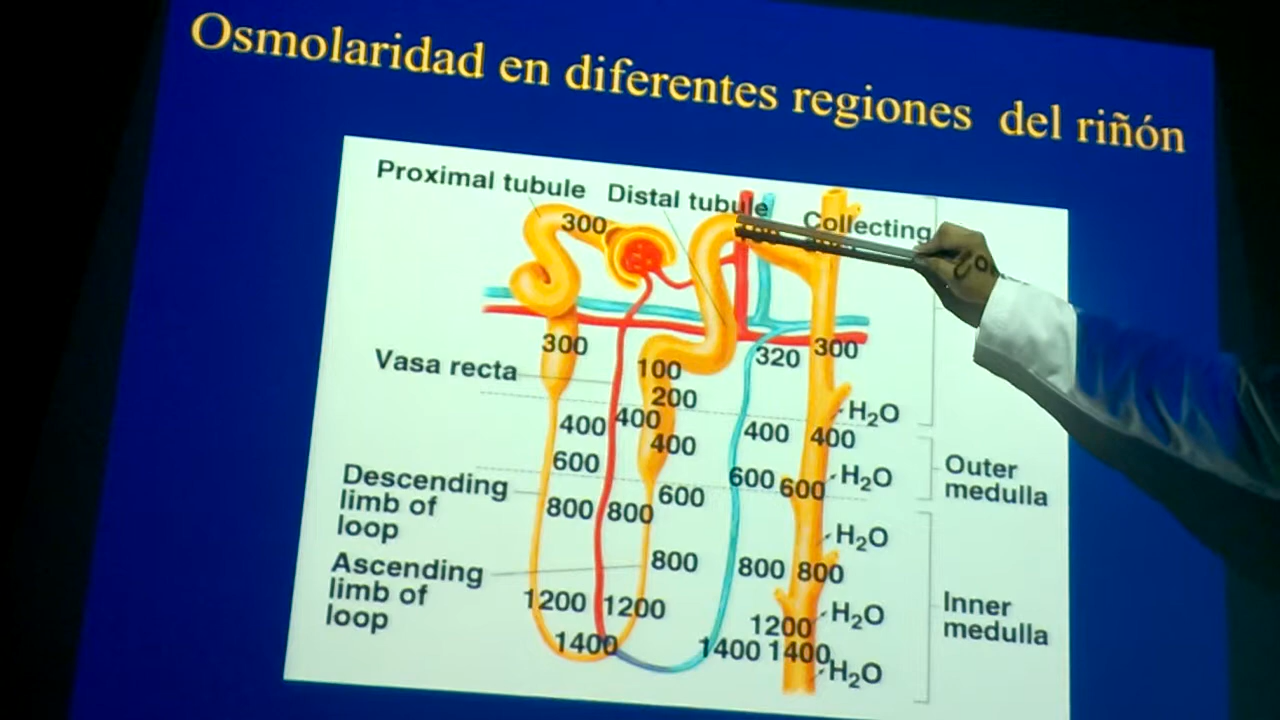 Osmolaridad en diferentes regiones del riñón
Proximal tubule
Distal tubule
Collecting
300
300
320
300
Vasa recta
100
200
H₂O
400
400
400
400
400
600
H₂O
600
600
Outer
medulla
Descending
limb of
loop
600
800
800
H₂O
Ascending
limb of
loop
800
800
800
1200
1200
1200
H₂O
Inner
medulla
1400
1400
1400
H₂O